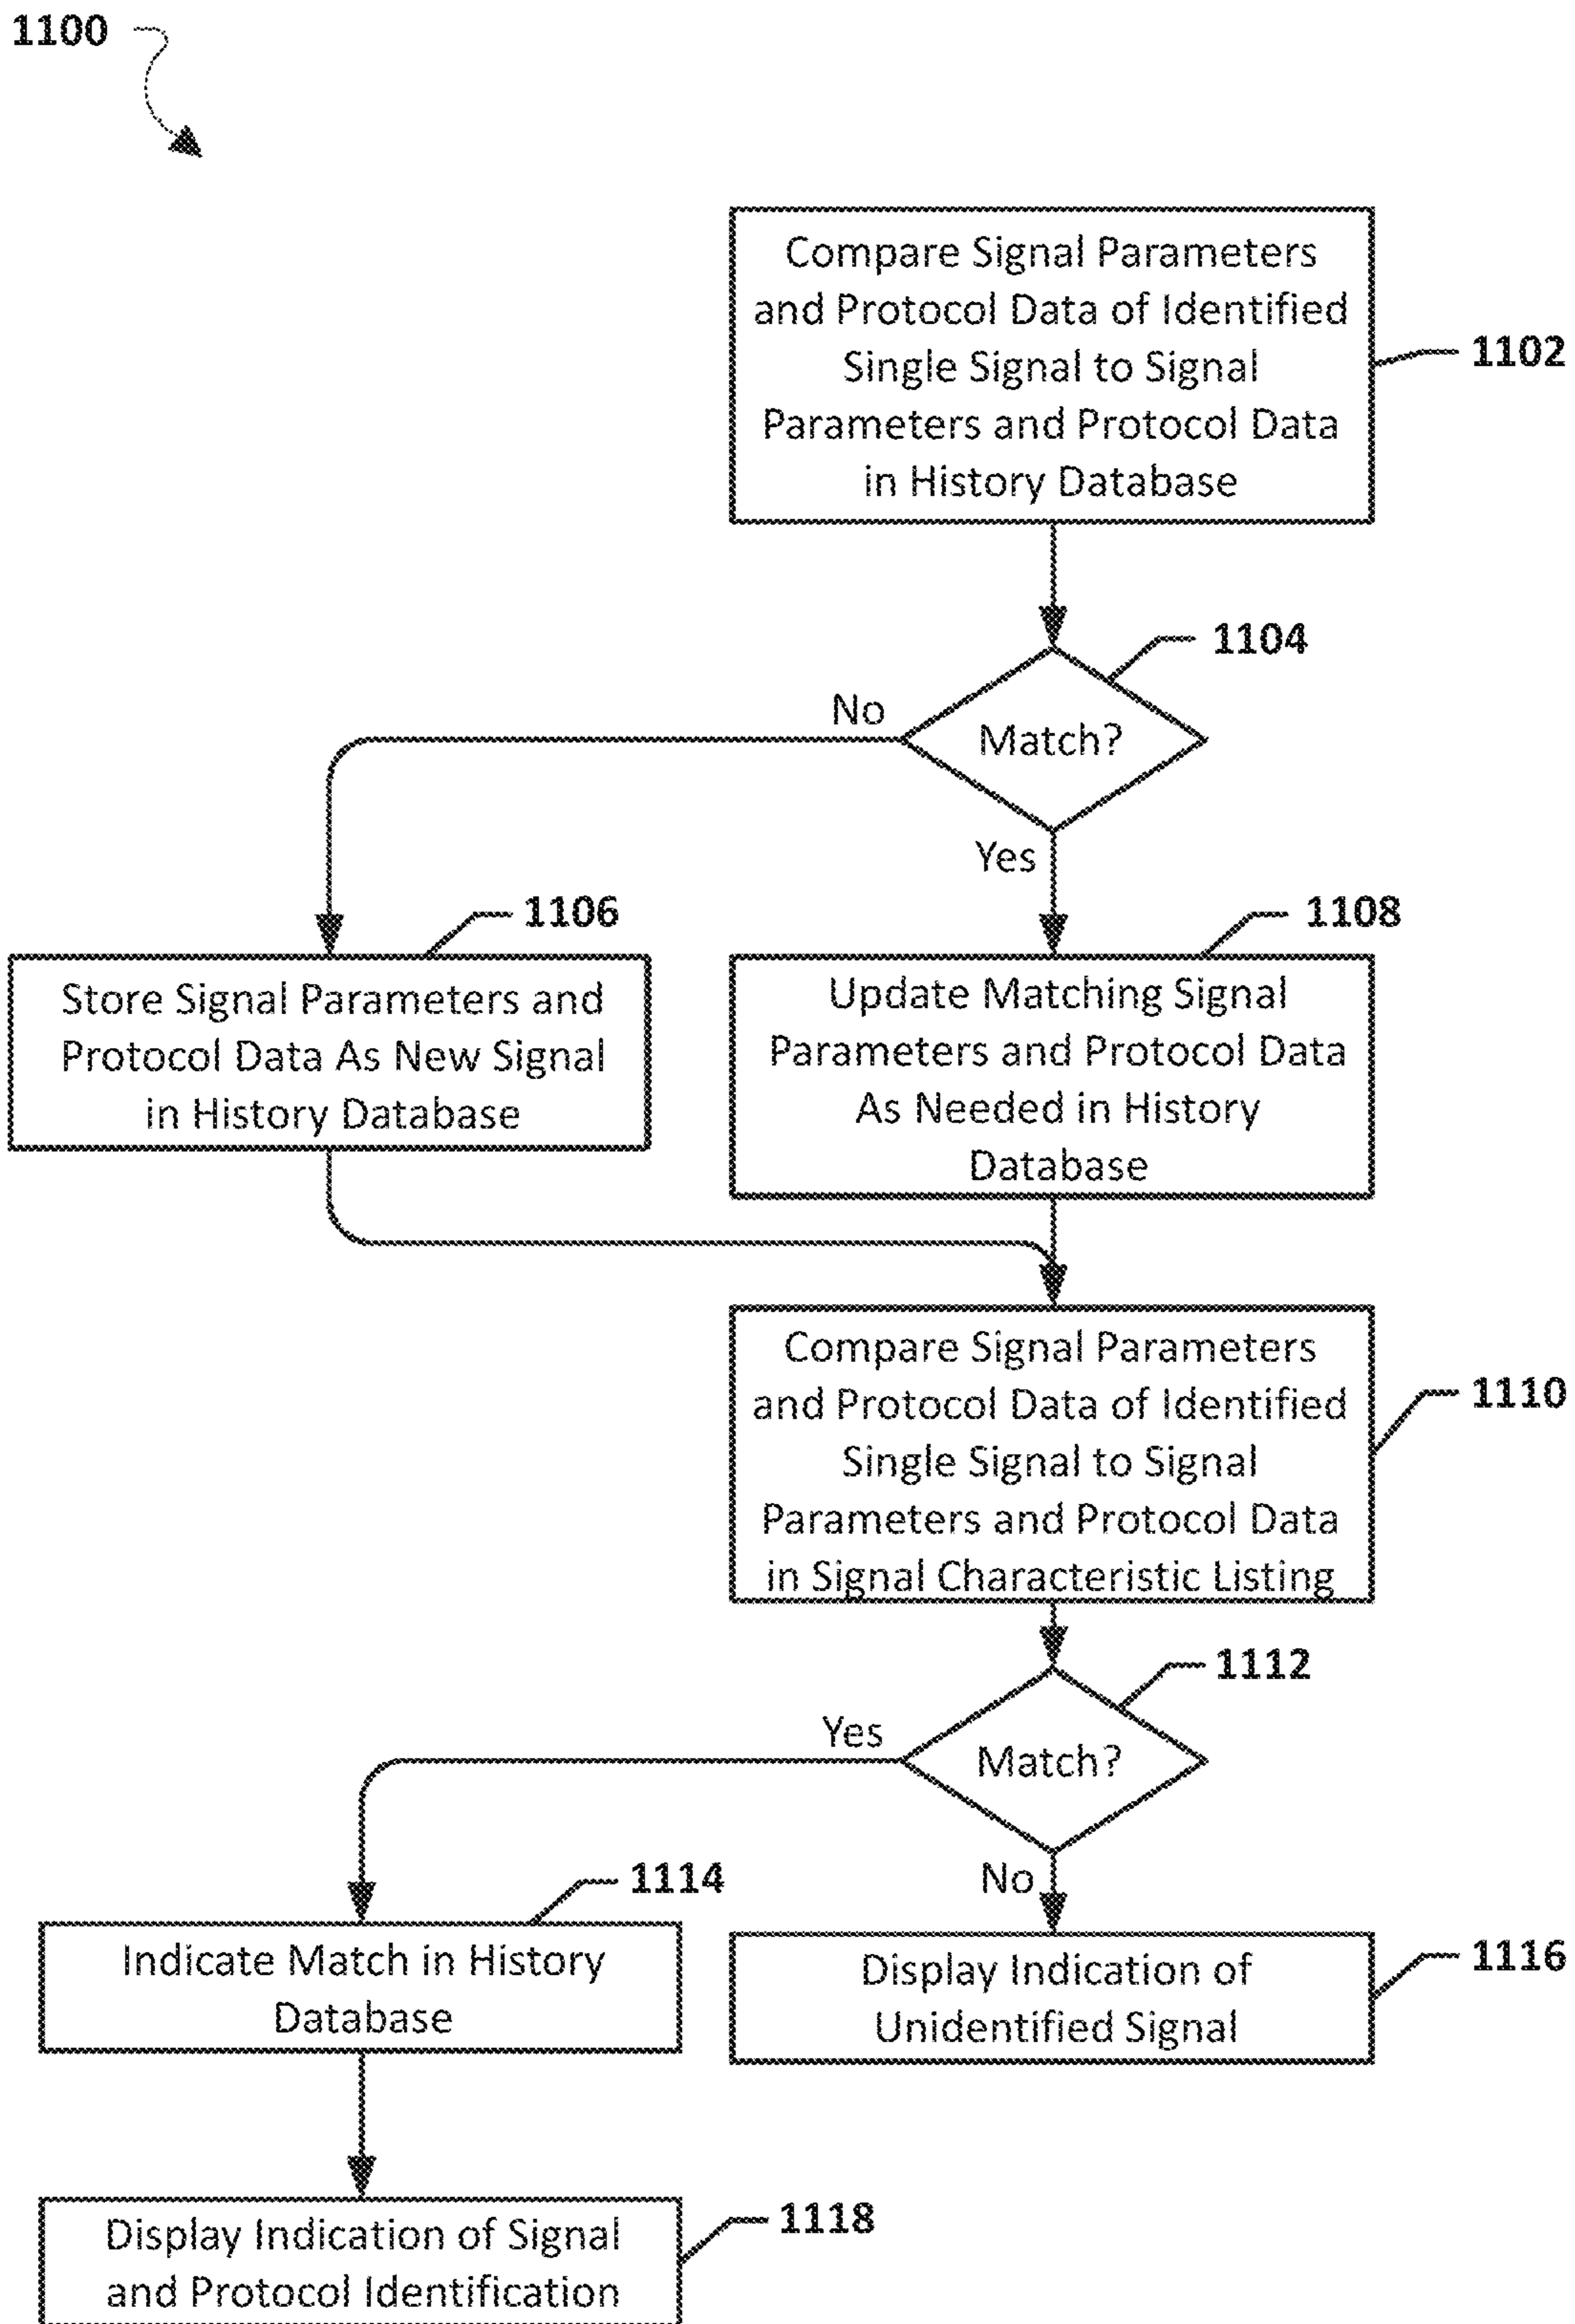 1100
Compare Signal Parameters
and Protocol Data of Identified
Single Signal to Signal
Parameters and Protocol Data
in History Database
1102
1104
No
Match?
Yes
1106
1108
Store Signal Parameters and
Protocol Data As New Signal
in History Database
Update Matching Signal
Parameters and Protocol Data
As Needed in History
Database
Compare Signal Parameters
and Protocol Data of Identified
Single Signal to Signal
Parameters and Protocol Data
in Signal Characteristic Listing
1110
1112
Yes
Match?
No
1114
Indicate Match in History
Database
Display Indication of
Unidentified Signal
1116
Display Indication of Signal
and Protocol Identification
1118